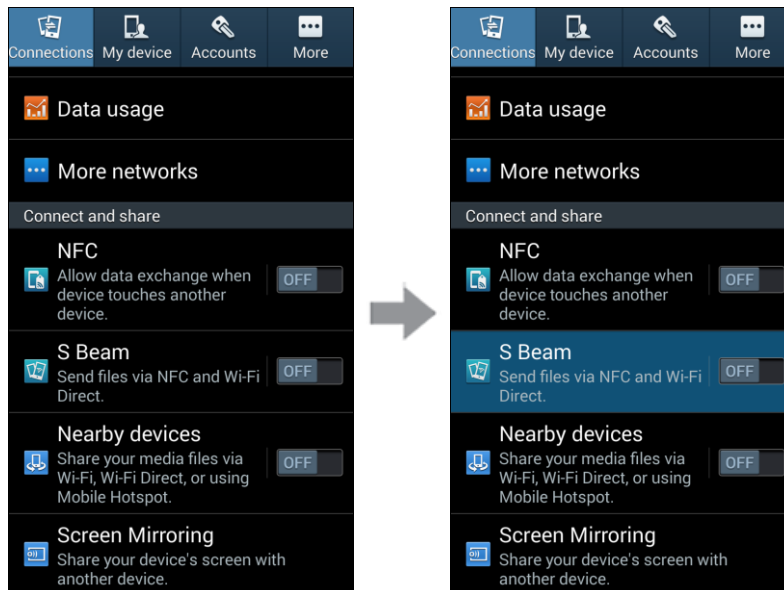 Connections My device Accounts More
Data usage
More networks
Connect and share
NFC
Allow data exchange when
device touches another
device.
OFF
S Beam
Send files via NFC and Wi-Fi
Direct.
OFF
Nearby devices
Share your media files via
Wi-Fi, Wi-Fi Direct, or using
Mobile Hotspot.
OFF
Screen Mirroring
Share your device's screen with
another device.
Connections My device Accounts More
Data usage
More networks
Connect and share
NFC
Allow data exchange when
device touches another
device.
OFF
S Beam
Send files via NFC and Wi-Fi
Direct.
OFF
Nearby devices
Share your media files via
Wi-Fi, Wi-Fi Direct, or using
Mobile Hotspot.
OFF
Screen Mirroring
Share your device's screen with
another device.